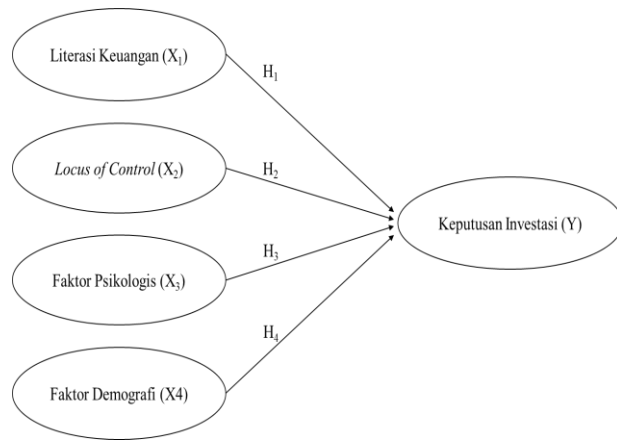 Literasi Keuangan (X₁)
H₁
Locus of Control (X₂)
H₂
Keputusan Investasi (Y)
Faktor Psikologis (X₃)
H₃
H₄
Faktor Demografi (X4)